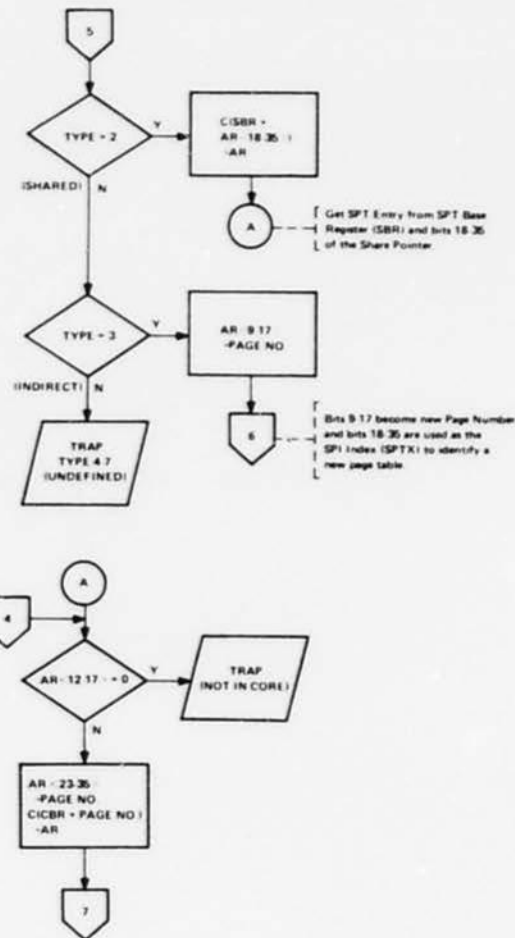 5
TYPE = 2
Y
C(SBR +
AR<18-35>)
→AR
(SHARED)
N
A
Get SPT Entry from SPT Base
Register (SBR) and bits 18-35
of the Share Pointer
TYPE = 3
Y
AR<9-17>
→PAGE NO
(INDIRECT)
N
TRAP
TYPE 4-7
(UNDEFINED)
6
Bits 9-17 become new Page Number
and bits 18-35 are used as the
SPI Index (SPTX) to identify a
new page table
A
4
AR<12-17> = 0
Y
TRAP
(NOT IN CORE)
N
AR<23-35>
→PAGE NO
C(CBR + PAGE NO.)
→AR
7